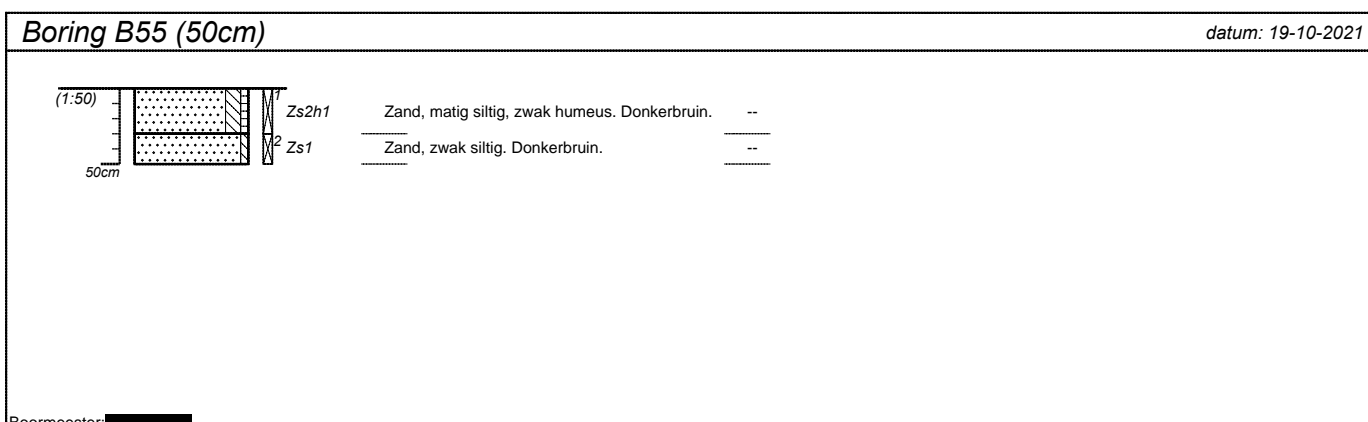 Boring B55 (50cm) datum: 19-10-2021
(1:50) 1 Zs2h1 Zand, matig siltig, zwak humeus. Donkerbruin. --
2 Zs1 Zand, zwak siltig. Donkerbruin. --
50cm
Boormeester: